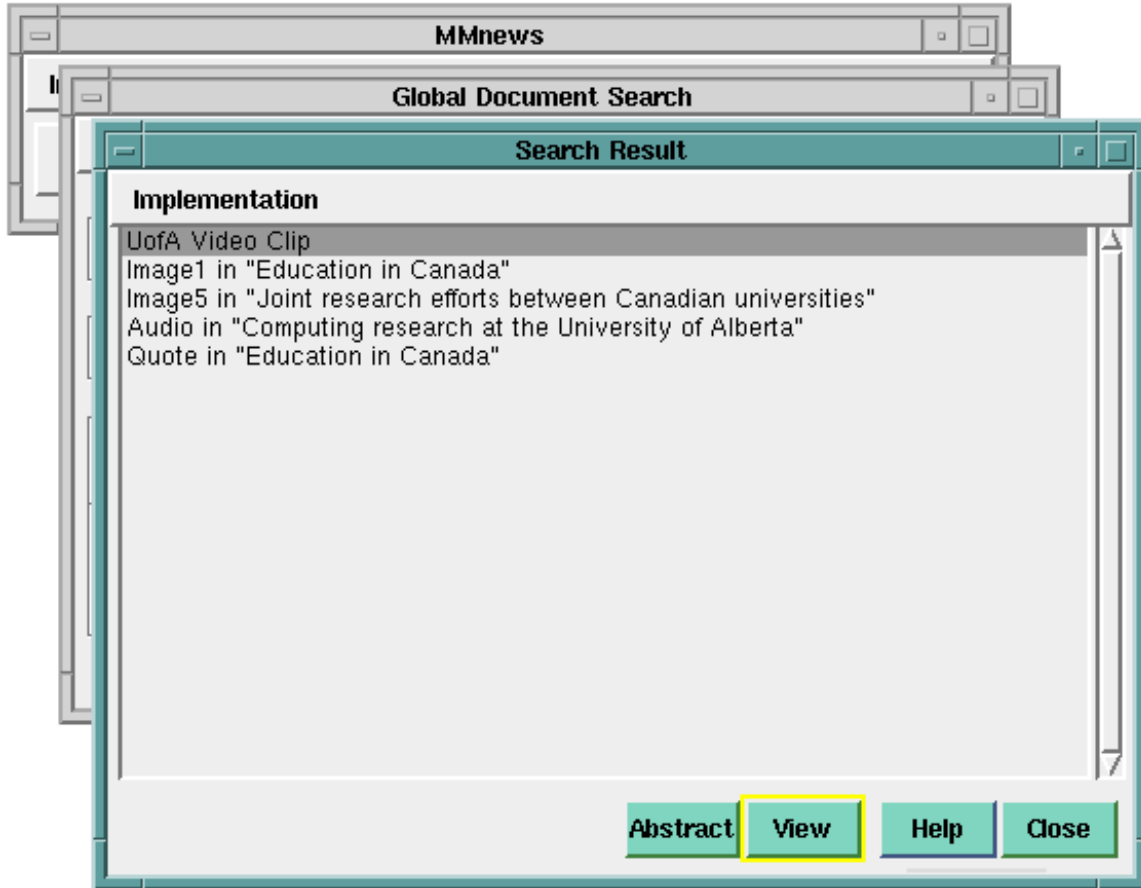 MMnews
Global Document Search
Search Result
Implementation
UofA Video Clip
Image1 in "Education in Canada"
Image5 in "Joint research efforts between Canadian universities"
Audio in "Computing research at the University of Alberta"
Quote in "Education in Canada"
Abstract View Help Close